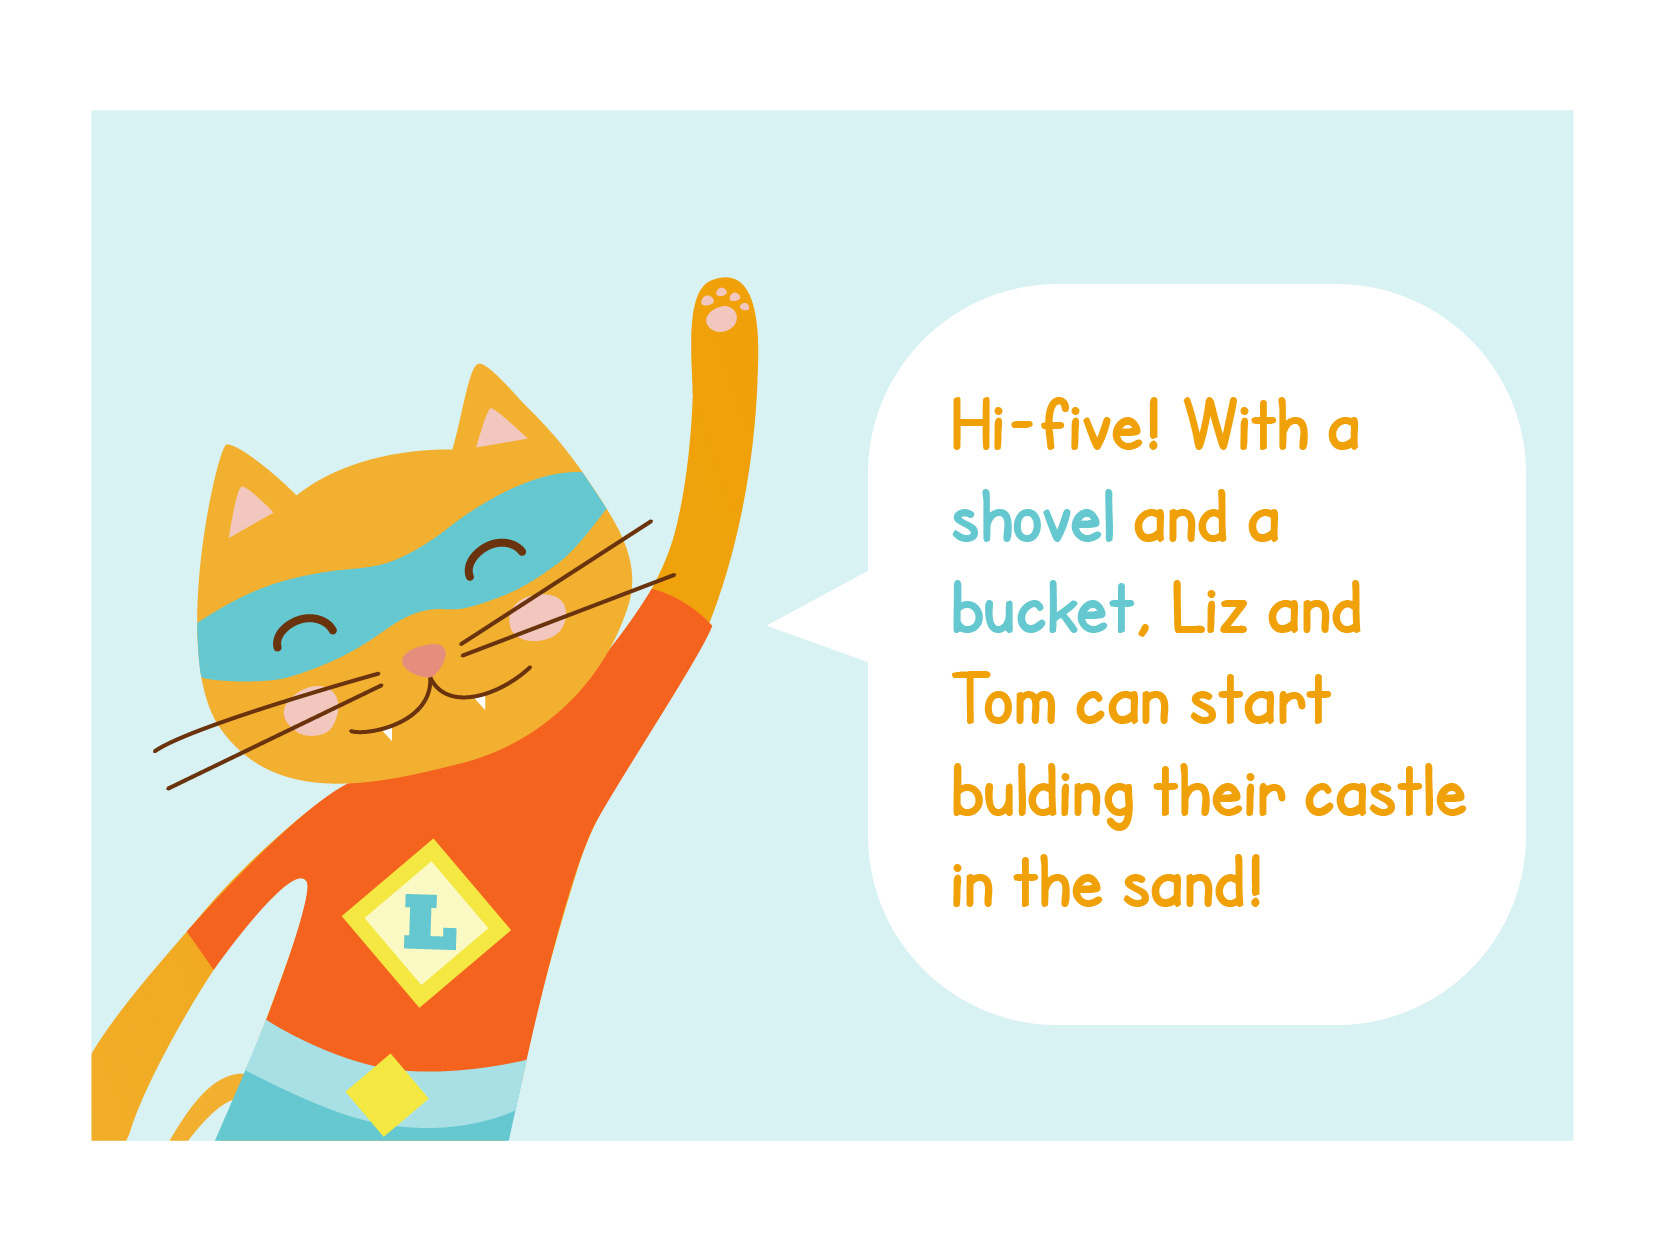 Hi-five! With a
shovel and a
bucket, Liz and
Tom can start
bulding their castle
in the sand!
L